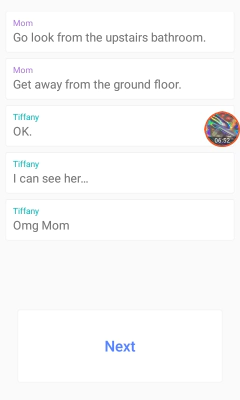 Mom
Go look from the upstairs bathroom.
Mom
Get away from the ground floor.
Tiffany
OK.
06:52
Tiffany
I can see her...
Tiffany
Omg Mom
Next